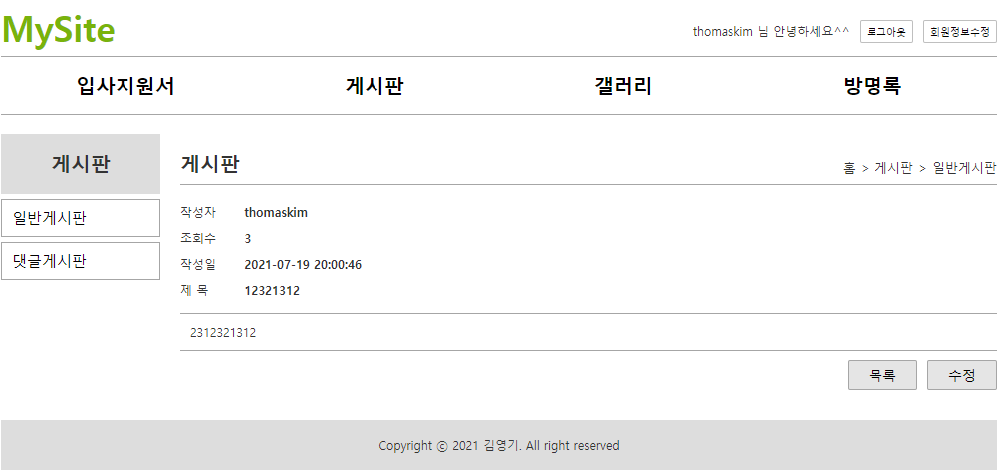 MySite
thomaskim 님 안녕하세요^^ 로그아웃 회원정보수정
입사지원서 게시판 갤러리 방명록
게시판
일반게시판
댓글게시판
게시판
홈 > 게시판 > 일반게시판
작성자 thomaskim
조회수 3
작성일 2021-07-19 20:00:46
제 목 12321312
2312321312
목록 수정
Copyright ⓒ 2021 김영기. All right reserved